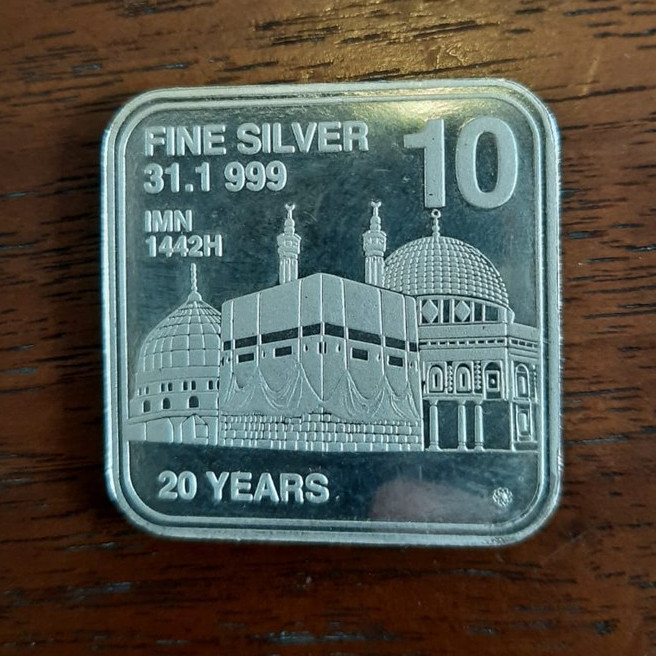 FINE SILVER
31.1 999
10
IMN
1442H
20 YEARS